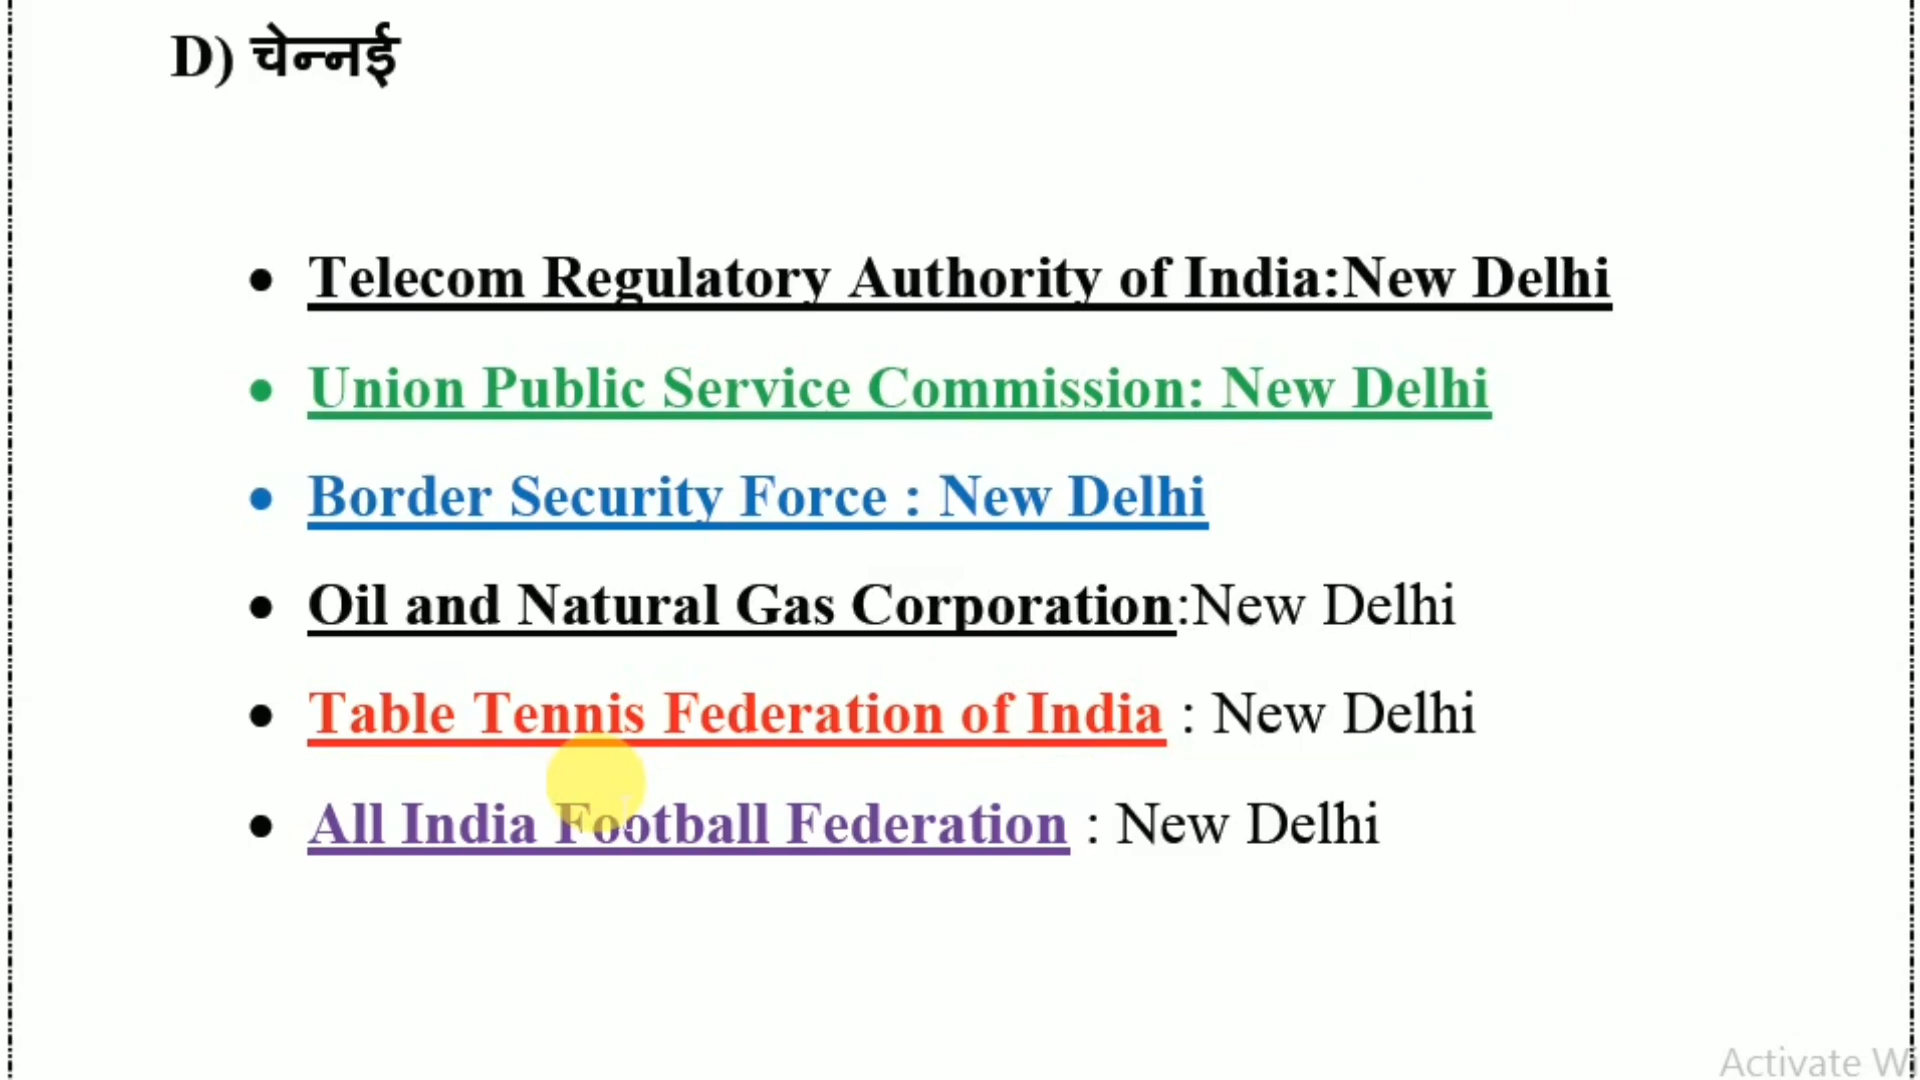 D) चेन्नई
• Telecom Regulatory Authority of India:New Delhi
• Union Public Service Commission: New Delhi
• Border Security Force : New Delhi
• Oil and Natural Gas Corporation:New Delhi
• Table Tennis Federation of India : New Delhi
• All India Football Federation : New Delhi
Activate